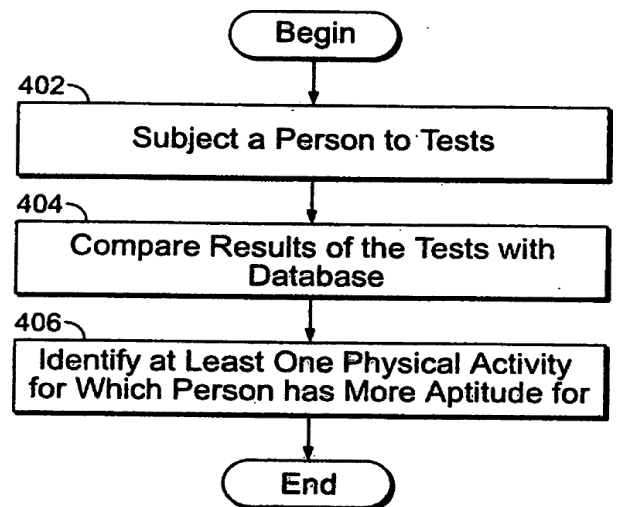 Begin
402
Subject a Person to Tests
404
Compare Results of the Tests with
Database
406
Identify at Least One Physical Activity
for Which Person has More Aptitude for
End